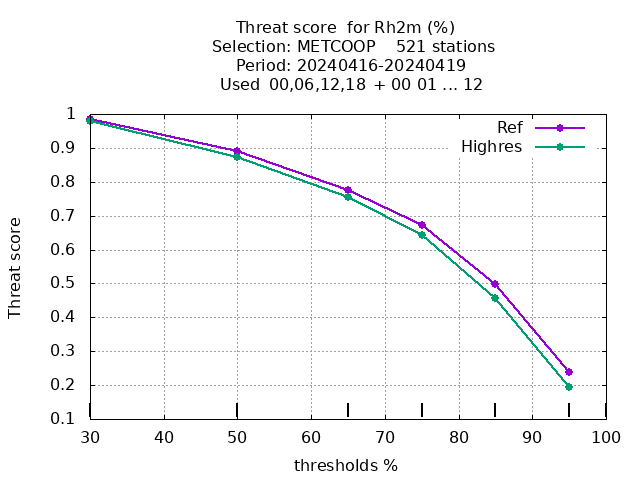 Threat score  for Rh2m (%)
Selection: METCOOP    521 stations
Period: 20240416-20240419
Used  00,06,12,18  + 00 01 ... 12
Ref
Highres
Threat score
1
0.9
0.8
0.7
0.6
0.5
0.4
0.3
0.2
0.1
30 40 50 60 70 80 90 100
thresholds %